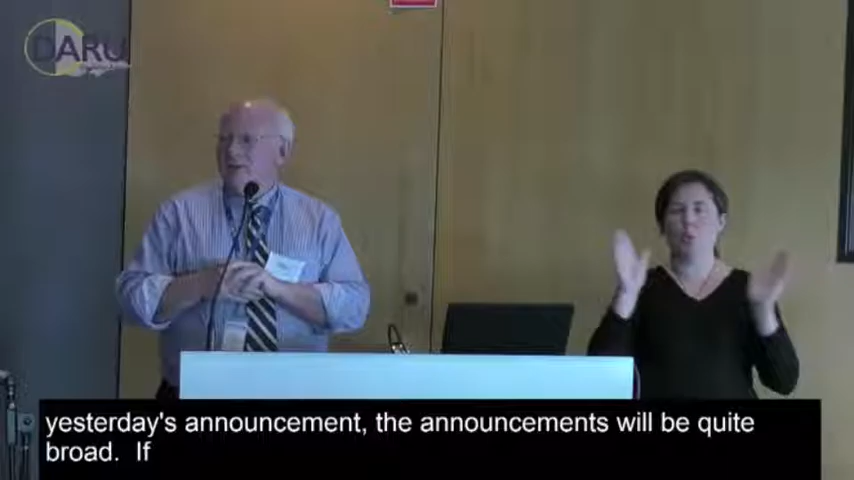 DARU
yesterday's announcement, the announcements will be quite
broad.  If